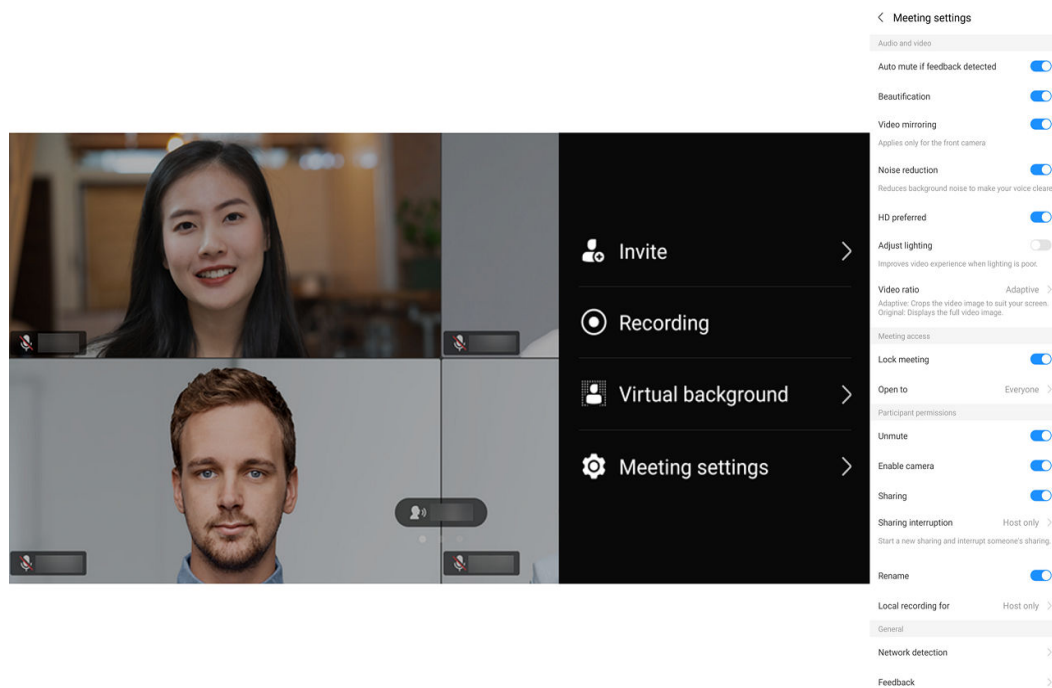 Invite
Recording
Virtual background
Meeting settings
Meeting settings
Audio and video
Auto mute if feedback detected
Beautification
Video mirroring
Applies only for the front camera
Noise reduction
Reduces background noise to make your voice cleare
HD preferred
Adjust lighting
Improves video experience when lighting is poor.
Video ratio Adaptive
Adaptive: Crops the video image to suit your screen.
Original: Displays the full video image.
Meeting access
Lock meeting
Open to Everyone
Participant permissions
Unmute
Enable camera
Sharing
Sharing interruption Host only
Start a new sharing and interrupt someone's sharing.
Rename
Local recording for Host only
General
Network detection
Feedback